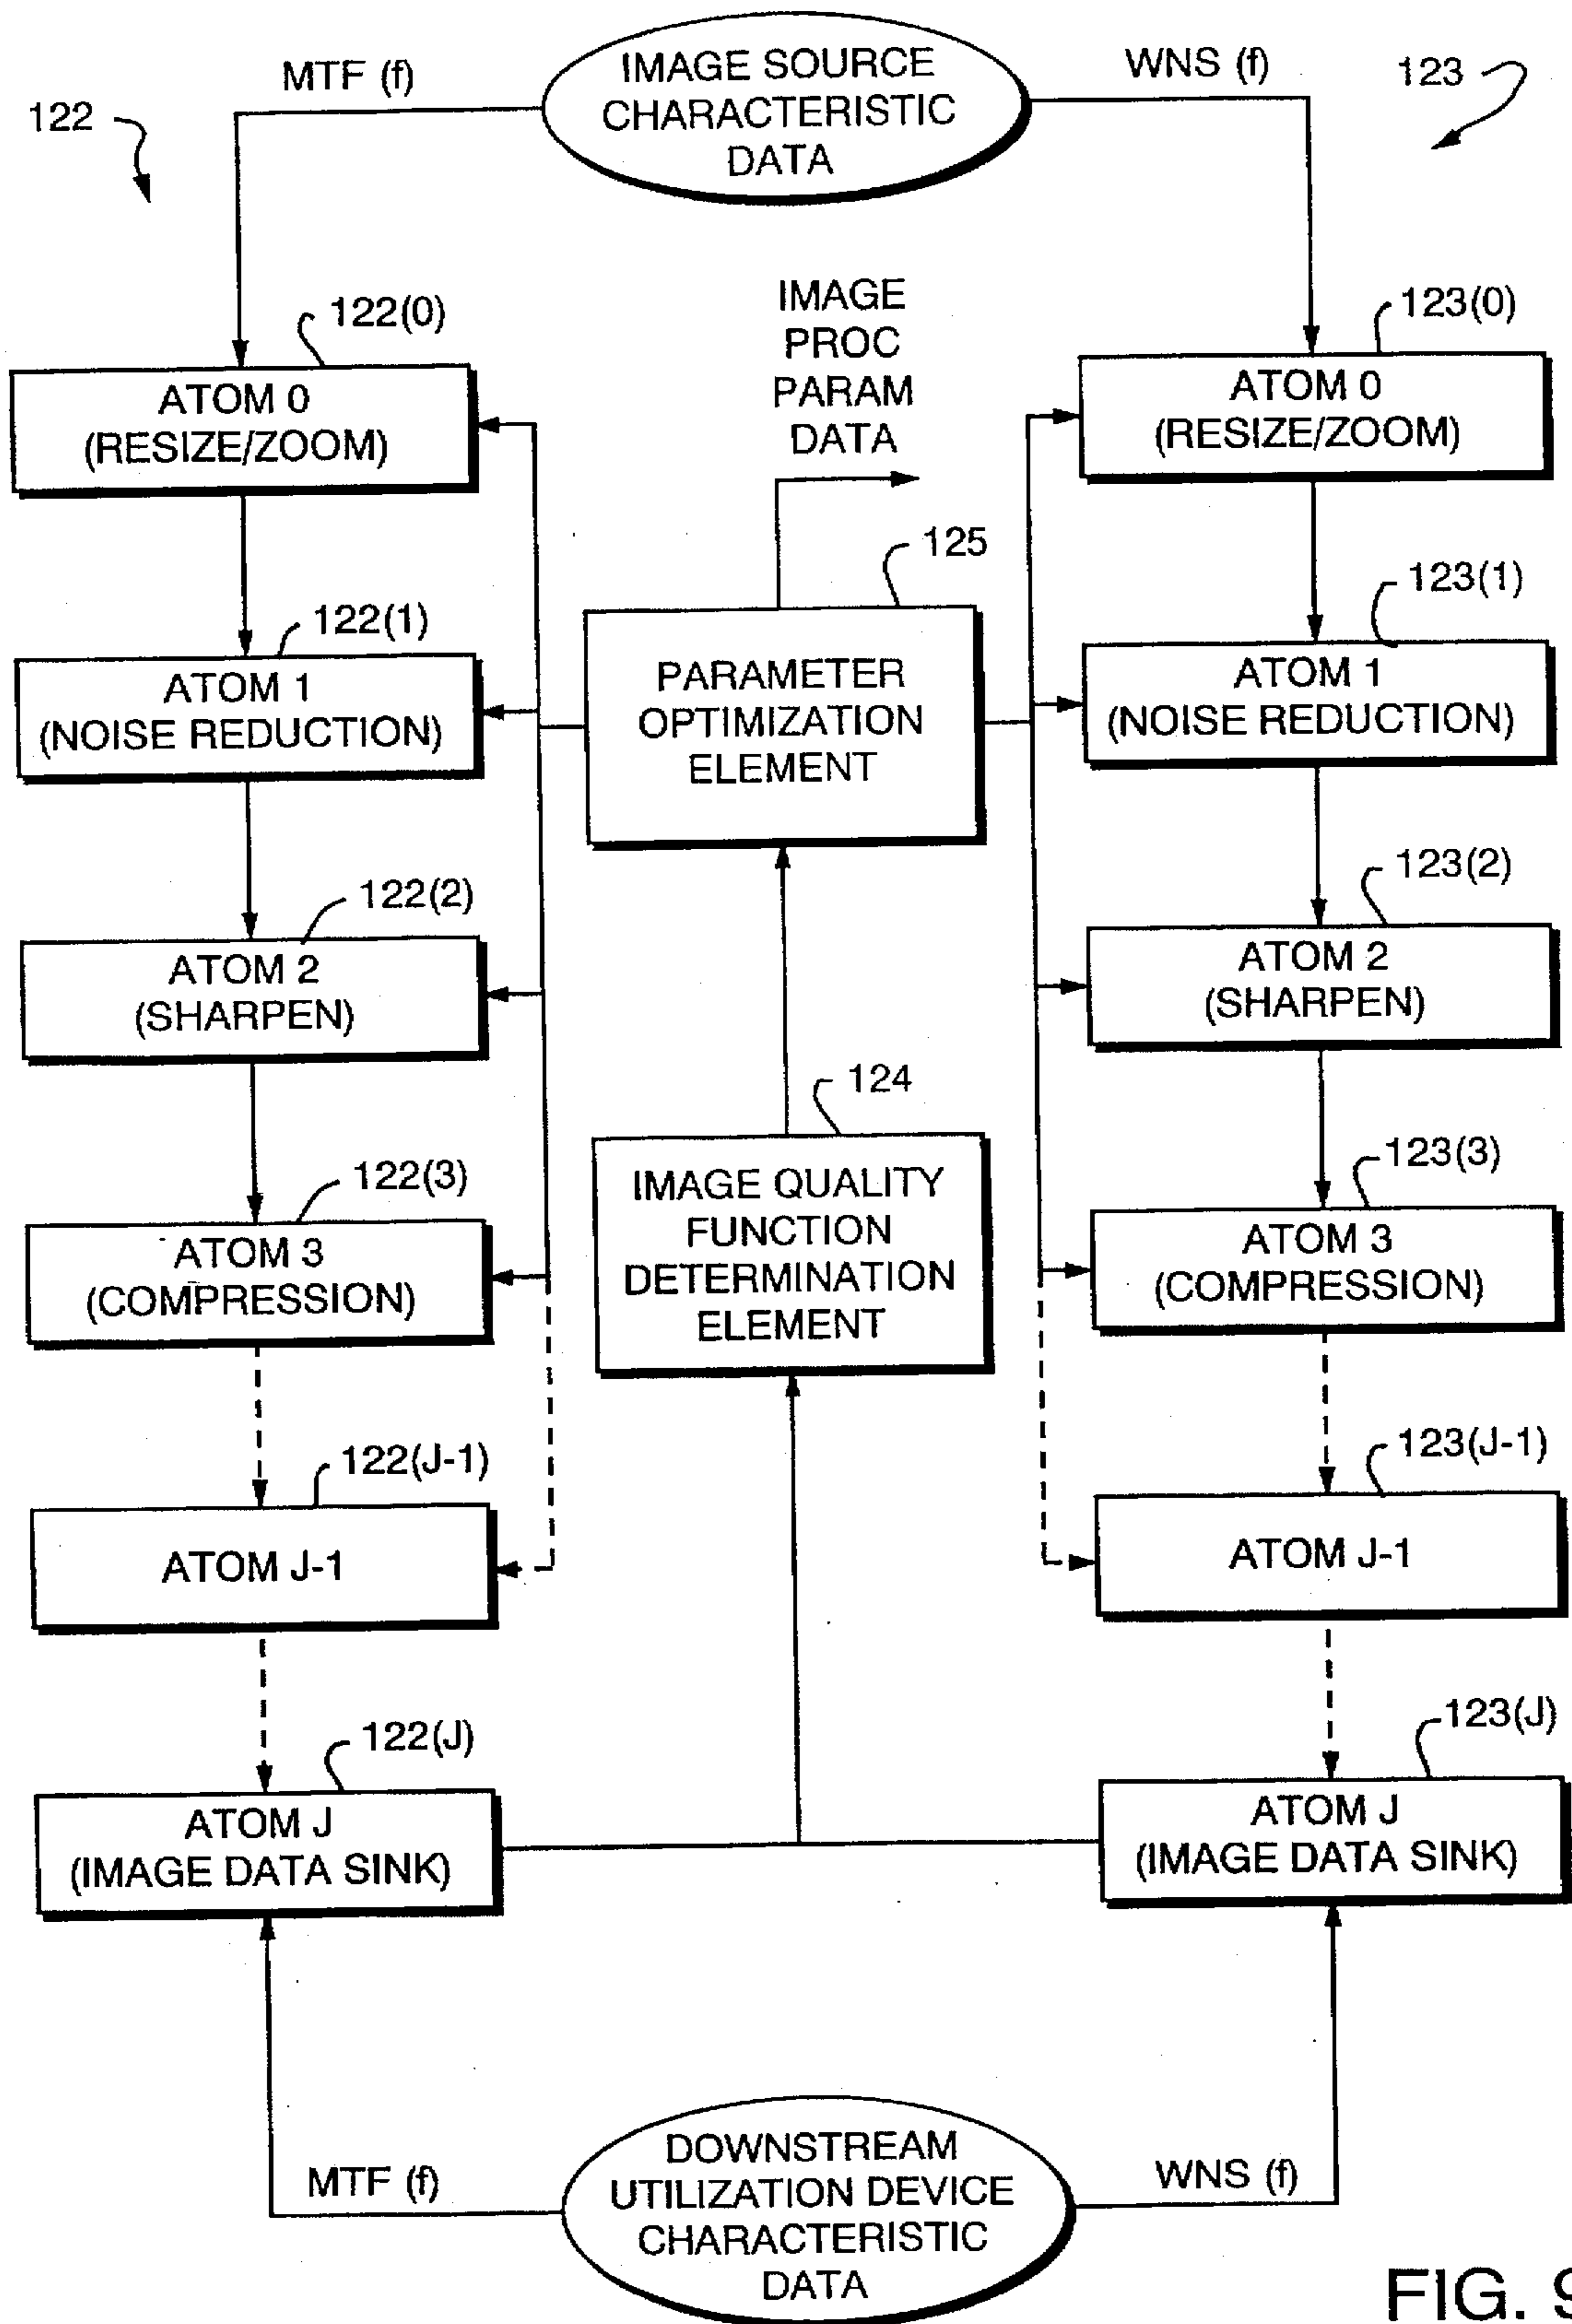 MTF (f)
IMAGE SOURCE
CHARACTERISTIC
DATA
WNS (f)
122
123
IMAGE
PROC
PARAM
DATA
122(0)
ATOM 0
(RESIZE/ZOOM)
123(0)
ATOM 0
(RESIZE/ZOOM)
125
PARAMETER
OPTIMIZATION
ELEMENT
122(1)
ATOM 1
(NOISE REDUCTION)
123(1)
ATOM 1
(NOISE REDUCTION)
122(2)
ATOM 2
(SHARPEN)
123(2)
ATOM 2
(SHARPEN)
124
IMAGE QUALITY
FUNCTION
DETERMINATION
ELEMENT
122(3)
ATOM 3
(COMPRESSION)
123(3)
ATOM 3
(COMPRESSION)
122(J-1)
ATOM J-1
123(J-1)
ATOM J-1
122(J)
ATOM J
(IMAGE DATA SINK)
123(J)
ATOM J
(IMAGE DATA SINK)
MTF (f)
DOWNSTREAM
UTILIZATION DEVICE
CHARACTERISTIC
DATA
WNS (f)
FIG. 9